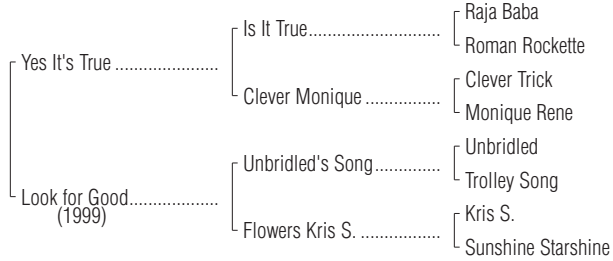 Raja Baba
Is It True
Roman Rockette
Yes It's True
Clever Trick
Clever Monique
Monique Rene
Unbridled
Unbridled's Song
Trolley Song
Look for Good
(1999)
Kris S.
Flowers Kris S.
Sunshine Starshine